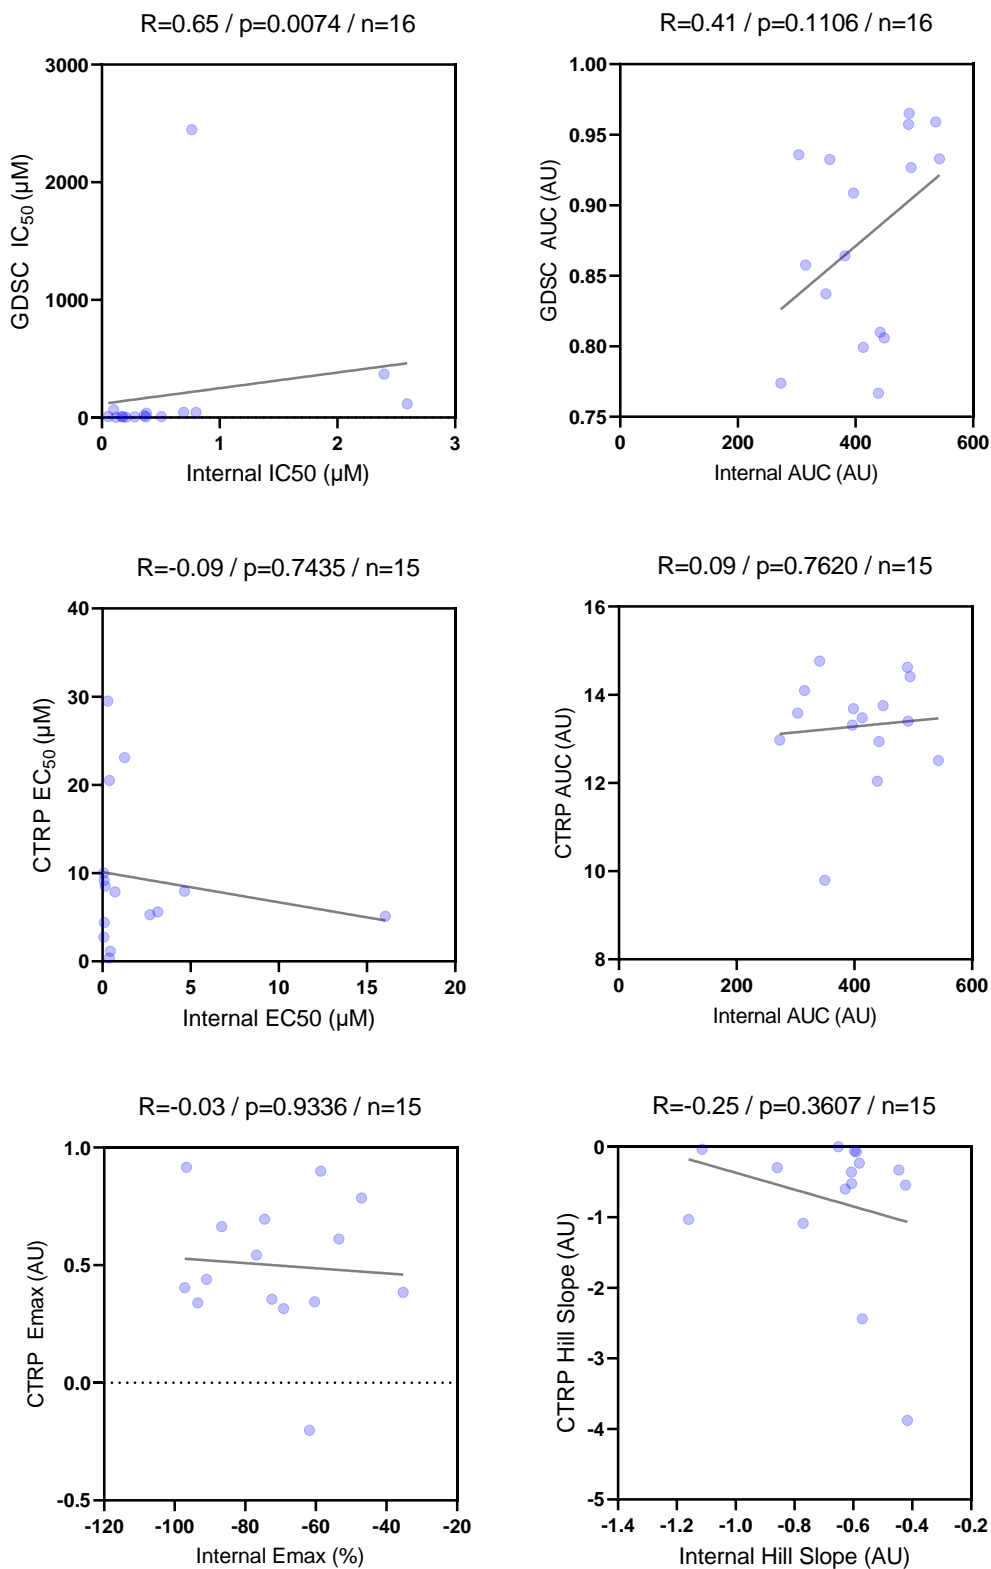 R=0.65 / p=0.0074 / n=16
GDSC IC50 (µM)
3000
2000
1000
0
0 1 2 3
Internal IC50 (µM)
R=0.41 / p=0.1106 / n=16
GDSC AUC (AU)
1.00
0.95
0.90
0.85
0.80
0.75
0 200 400 600
Internal AUC (AU)
R=-0.09 / p=0.7435 / n=15
CTRP EC50 (µM)
40
30
20
10
0
0 5 10 15 20
Internal EC50 (µM)
R=0.09 / p=0.7620 / n=15
CTRP AUC (AU)
16
14
12
10
8
0 200 400 600
Internal AUC (AU)
R=-0.03 / p=0.9336 / n=15
CTRP Emax (AU)
1.0
0.5
0.0
-0.5
-120 -100 -80 -60 -40 -20
Internal Emax (%)
R=-0.25 / p=0.3607 / n=15
CTRP Hill Slope (AU)
0
-1
-2
-3
-4
-5
-1.4 -1.2 -1.0 -0.8 -0.6 -0.4 -0.2
Internal Hill Slope (AU)